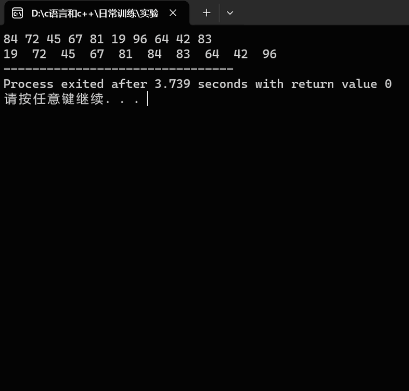 D:\c语言和c++\日常训练\实验
84 72 45 67 81 19 96 64 42 83
19 72 45 67 81 84 83 64 42 96
--------------------------------
Process exited after 3.739 seconds with return value 0
请按任意键继续. . .